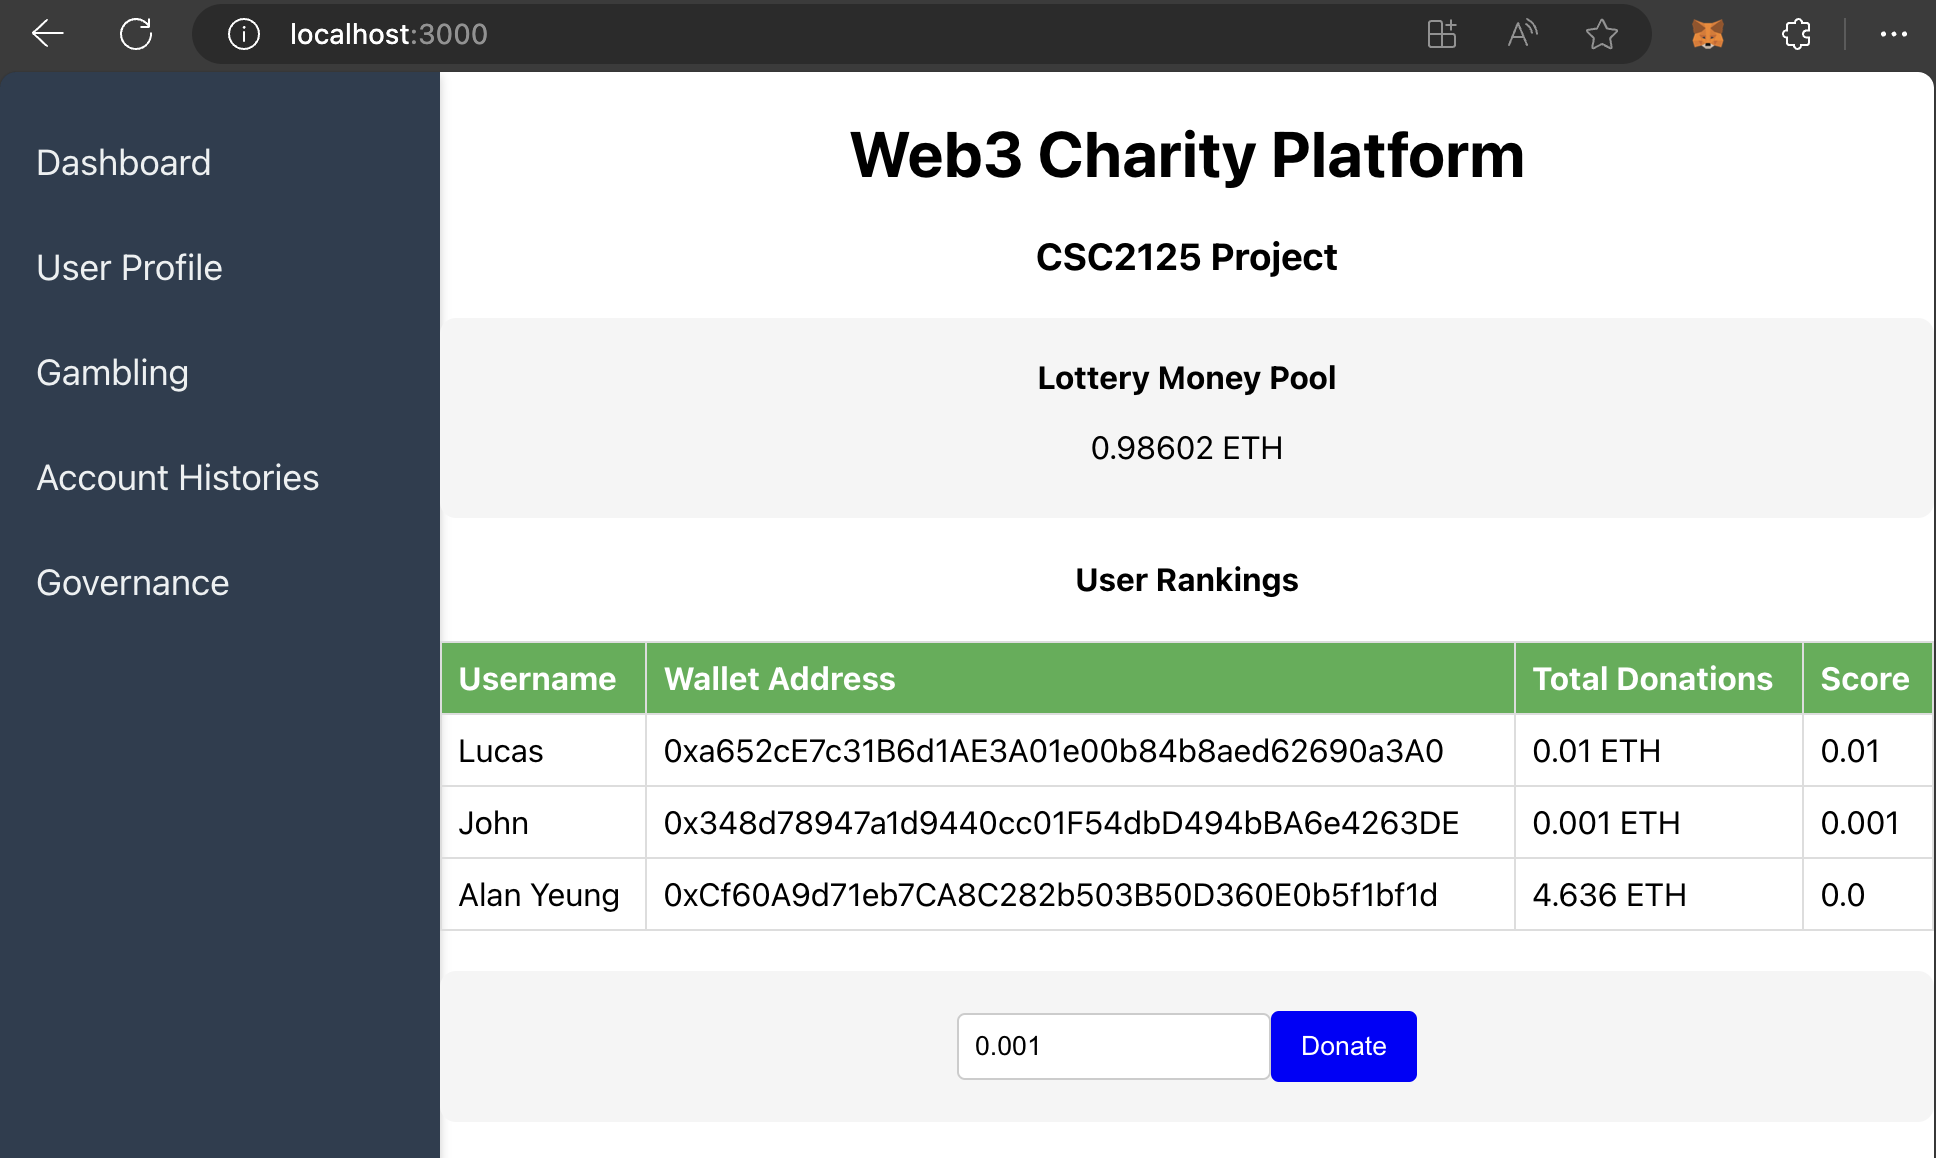 localhost:3000
Dashboard
User Profile
Gambling
Account Histories
Governance
Web3 Charity Platform
CSC2125 Project
Lottery Money Pool
0.98602 ETH
User Rankings
Username Wallet Address Total Donations Score
Lucas 0xa652cE7c31B6d1AE3A01e00b84b8aed62690a3A0 0.01 ETH 0.01
John 0x348d78947a1d9440cc01F54dbD494bBA6e4263DE 0.001 ETH 0.001
Alan Yeung 0xCf60A9d71eb7CA8C282b503B50D360E0b5f1bf1d 4.636 ETH 0.0
0.001 Donate